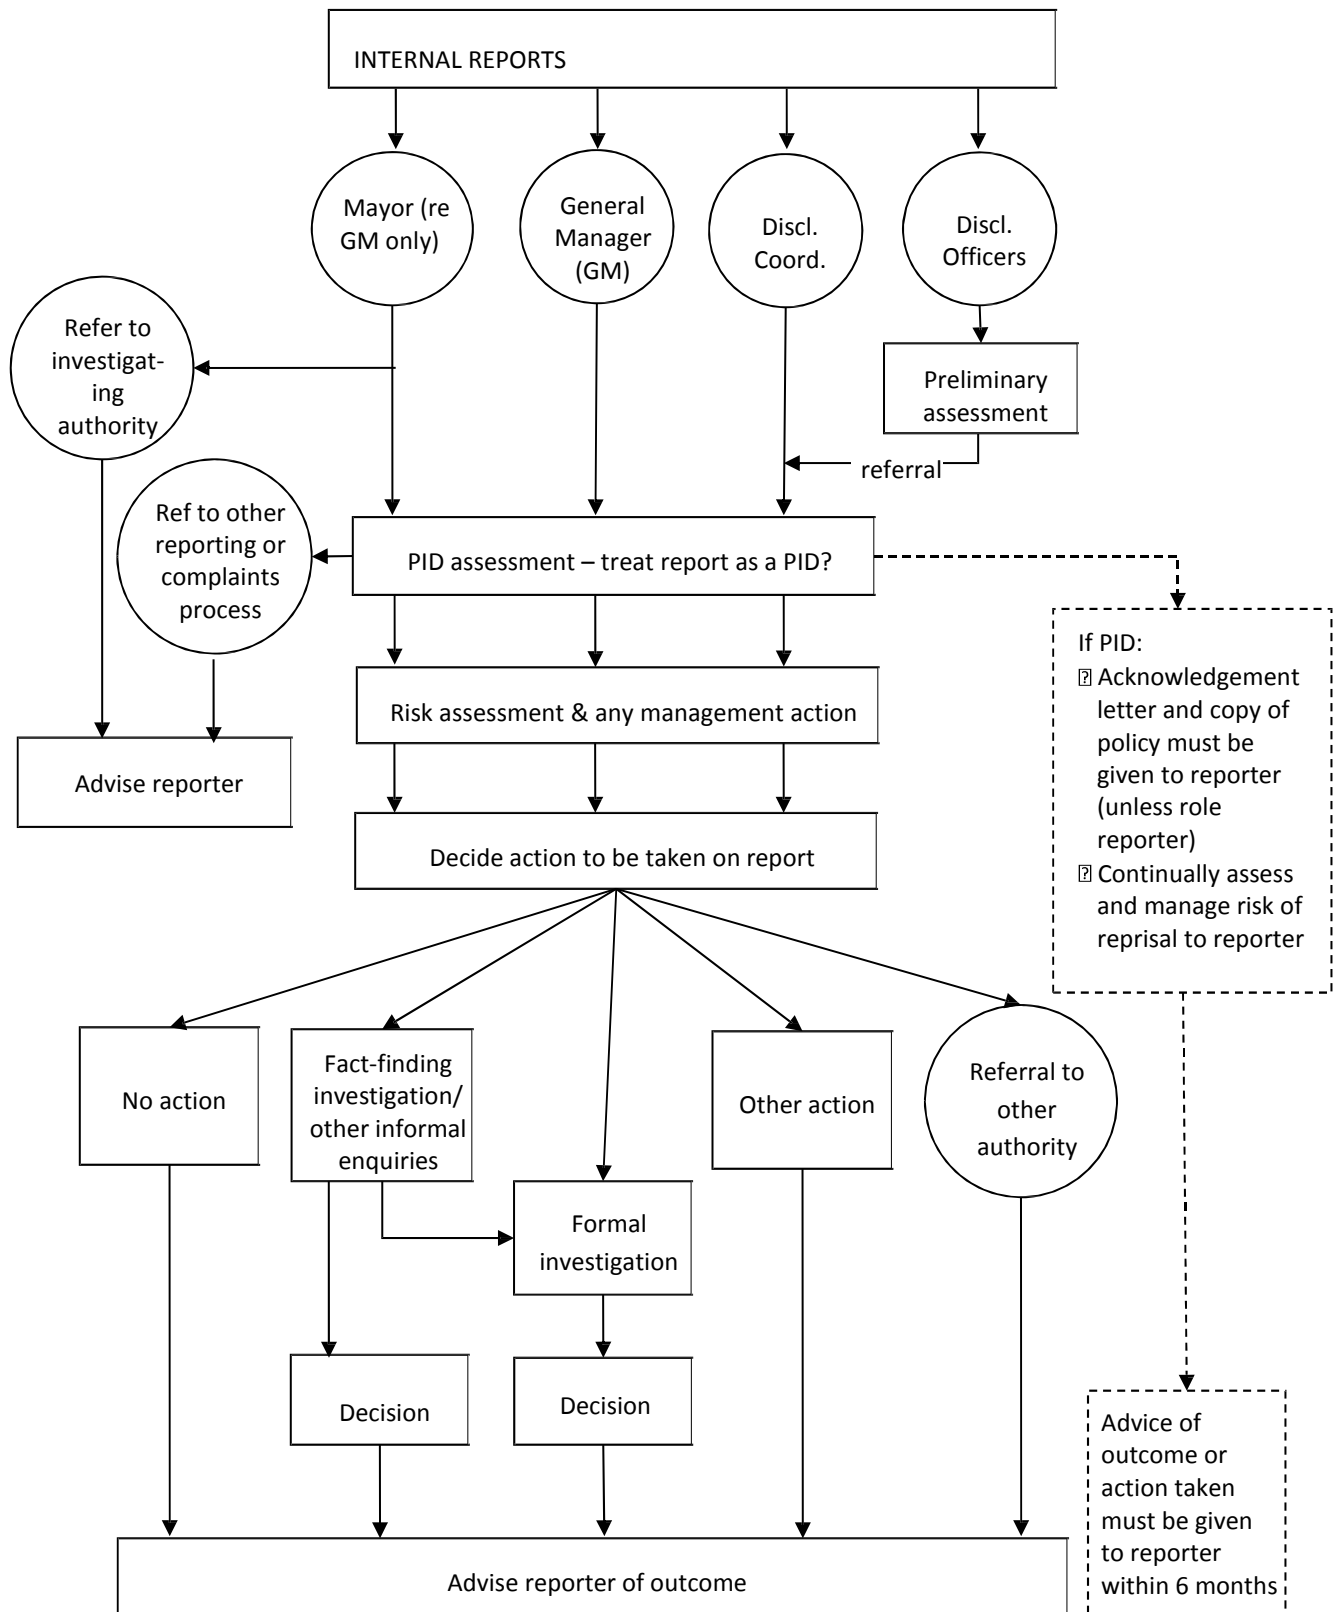 INTERNAL REPORTS
Mayor (re
GM only)
General
Manager
(GM)
Discl.
Coord.
Discl.
Officers
Refer to
investigat-
ing
authority
Preliminary
assessment
referral
Ref to other
reporting or
complaints
process
PID assessment – treat report as a PID?
If PID:
Acknowledgement
letter and copy of
policy must be
given to reporter
(unless role
reporter)
Continually assess
and manage risk of
reprisal to reporter
Risk assessment & any management action
Advise reporter
Decide action to be taken on report
No action
Fact-finding
investigation/
other informal
enquiries
Other action
Referral to
other
authority
Formal
investigation
Decision
Decision
Advice of
outcome or
action taken
must be given
to reporter
within 6 months
Advise reporter of outcome